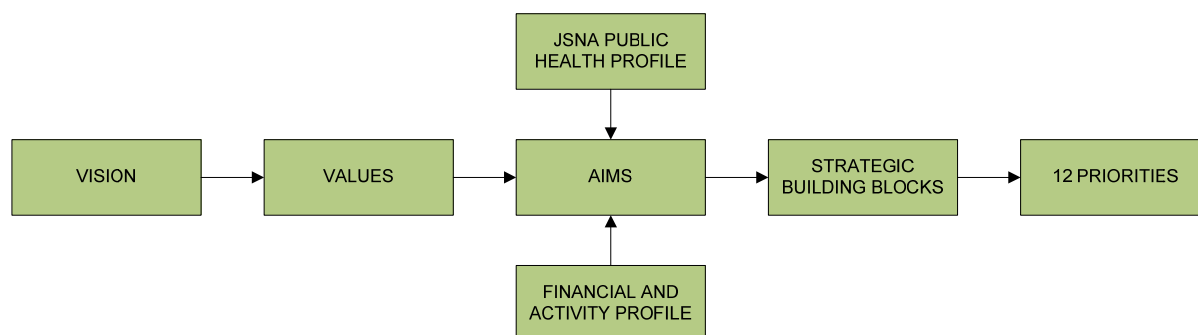 JSNA PUBLIC
HEALTH PROFILE
VISION
VALUES
AIMS
STRATEGIC
BUILDING BLOCKS
12 PRIORITIES
FINANCIAL AND
ACTIVITY PROFILE